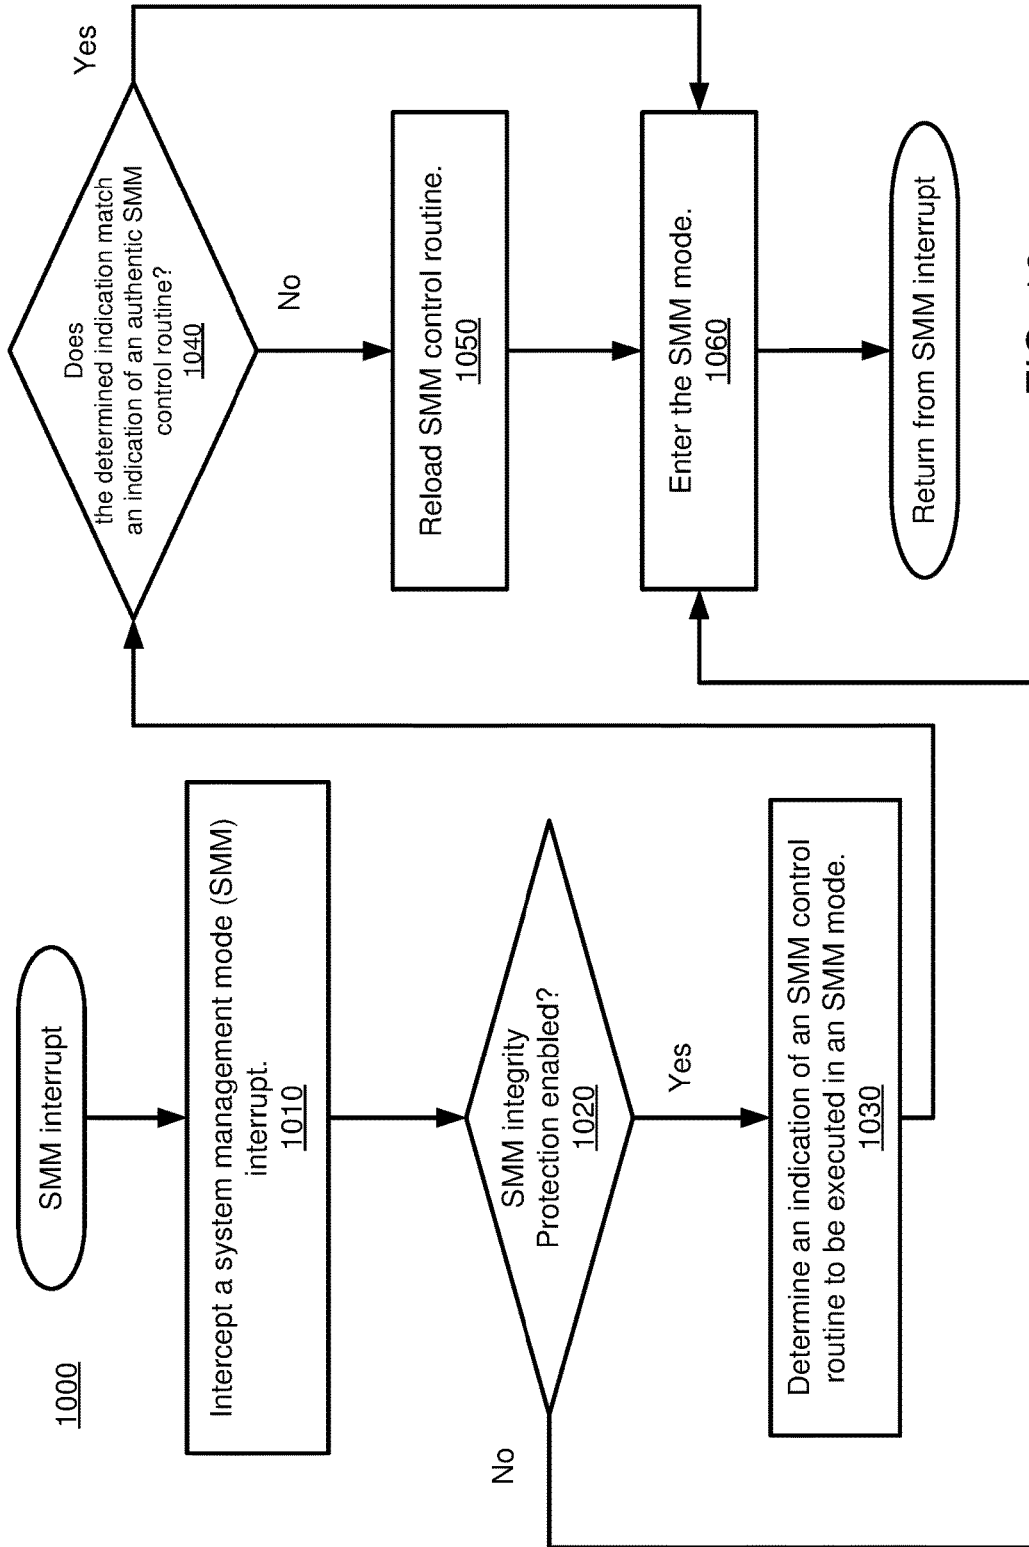 1000
SMM interrupt
Intercept a system management mode (SMM)
interrupt.
1010
SMM integrity
Protection enabled?
1020
No
Yes
Determine an indication of an SMM control
routine to be executed in an SMM mode.
1030
Does
the determined indication match
an indication of an authentic SMM
control routine?
1040
Yes
No
Reload SMM control routine.
1050
Enter the SMM mode.
1060
Return from SMM interrupt